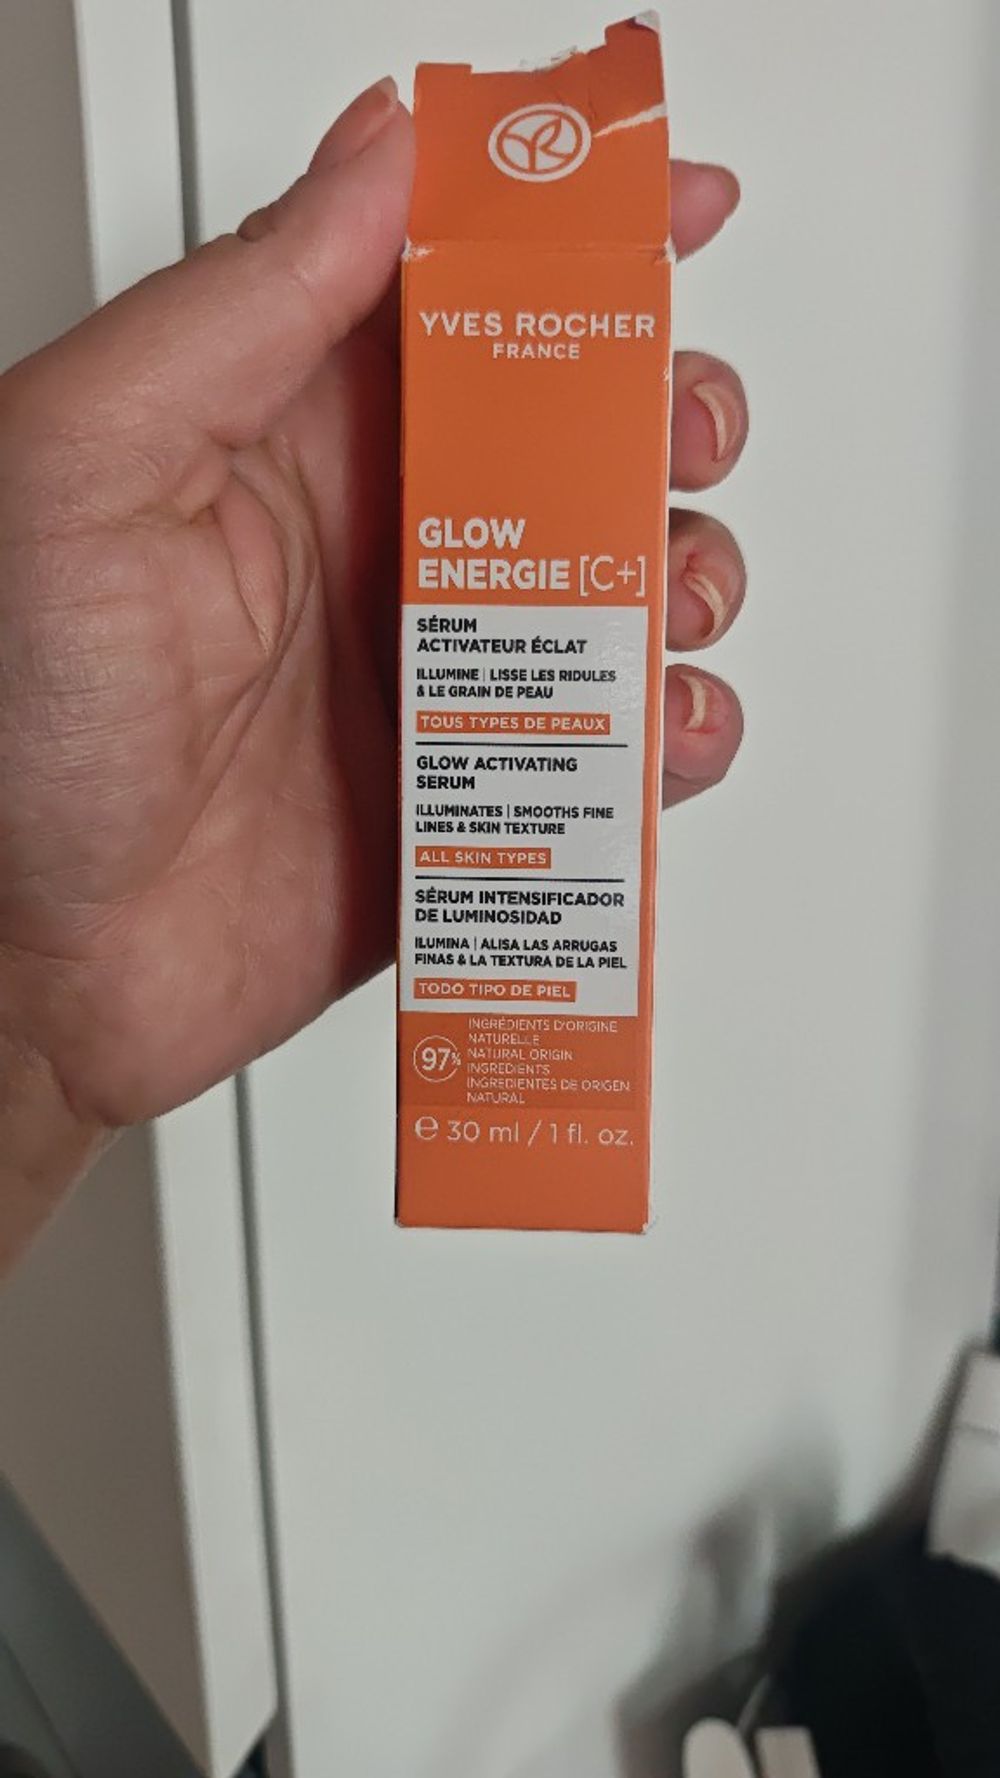 YVES ROCHER
FRANCE
GLOW
ENERGIE [C+]
SÉRUM
ACTIVATEUR ÉCLAT
ILLUMINE | LISSE LES RIDULES
& LE GRAIN DE PEAU
TOUS TYPES DE PEAUX
GLOW ACTIVATING
SERUM
ILLUMINATES | SMOOTHS FINE
LINES & SKIN TEXTURE
ALL SKIN TYPES
SÉRUM INTENSIFICADOR
DE LUMINOSIDAD
ILUMINA | ALISA LAS ARRUGAS
FINAS & LA TEXTURA DE LA PIEL
TODO TIPO DE PIEL
97%
INGRÉDIENTS D'ORIGINE
NATURELLE
NATURAL ORIGIN
INGREDIENTS
INGREDIENTES DE ORIGEN
NATURAL
℮ 30 ml / 1 fl. oz.